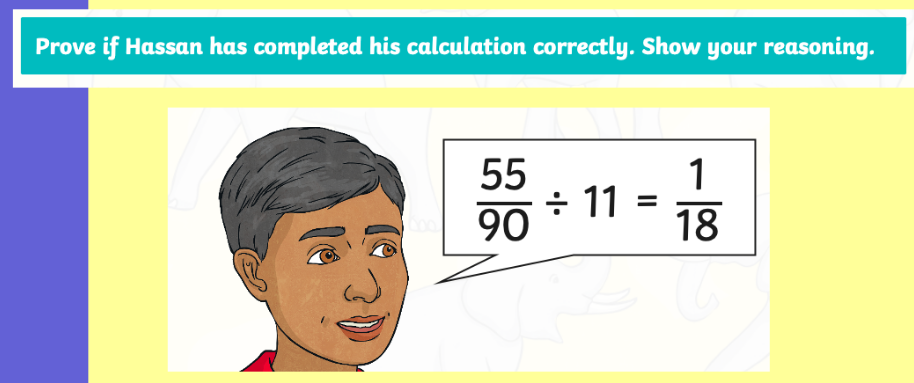 Prove if Hassan has completed his calculation correctly. Show your reasoning.
55/90 ÷ 11 = 1/18